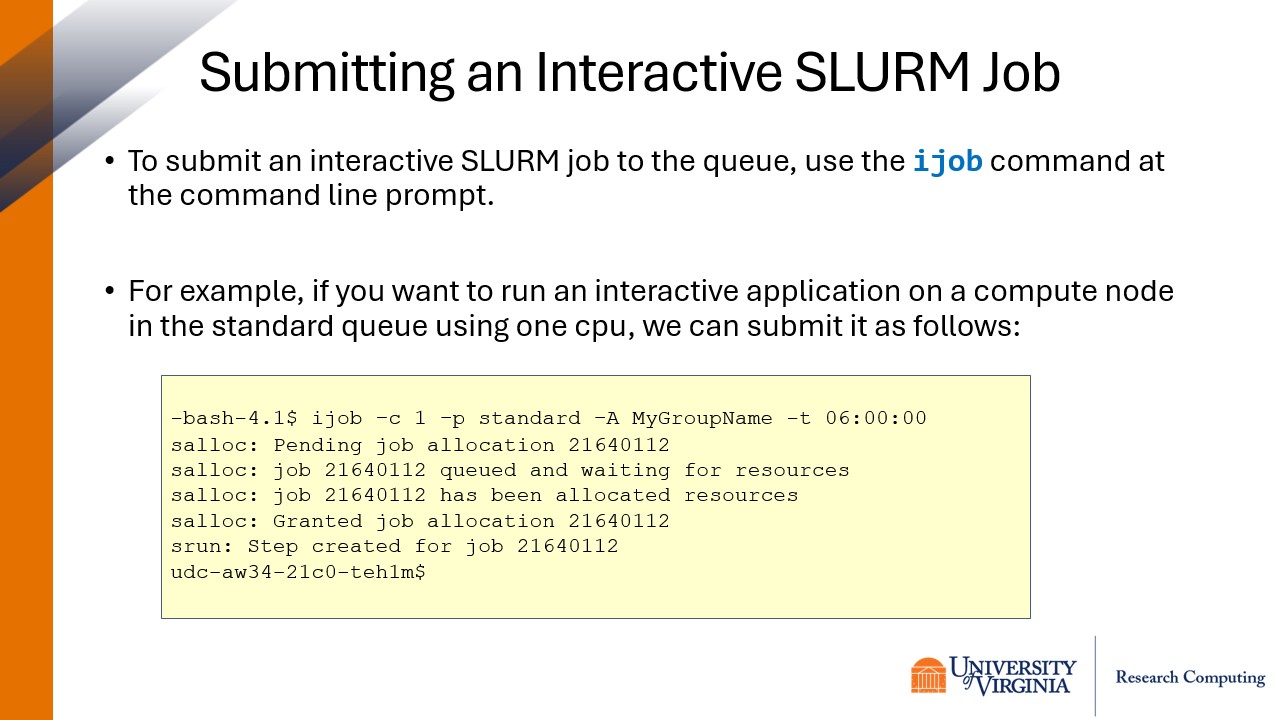 Submitting an Interactive SLURM Job
• To submit an interactive SLURM job to the queue, use the ijob command at
the command line prompt.
• For example, if you want to run an interactive application on a compute node
in the standard queue using one cpu, we can submit it as follows:
-bash-4.1$ ijob -c 1 -p standard -A MyGroupName -t 06:00:00
salloc: Pending job allocation 21640112
salloc: job 21640112 queued and waiting for resources
salloc: job 21640112 has been allocated resources
salloc: Granted job allocation 21640112
srun: Step created for job 21640112
udc-aw34-21c0-teh1m$
UNIVERSITY
of VIRGINIA
Research Computing